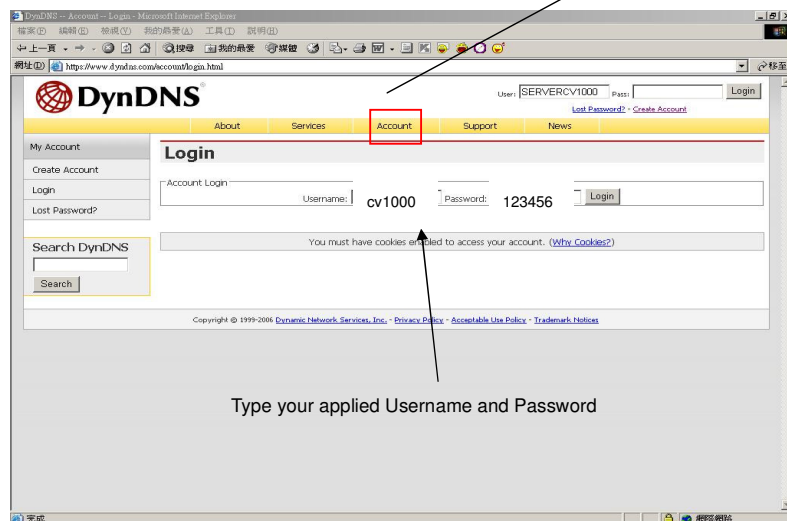 DynDNS -- Account -- Login - Microsoft Internet Explorer
檔案(F) 編輯(E) 檢視(V) 我的最愛(A) 工具(T) 說明(H)
上一頁 搜尋 我的最愛 媒體
網址(D) https://www.dyndns.com/account/login.html 移至
DynDNS
User: SERVERCV1000 Pass: Login
Lost Password? - Create Account
About Services Account Support News
My Account
Create Account
Login
Lost Password?
Search DynDNS
Search
Login
Account Login
Username: cv1000 Password: 123456 Login
You must have cookies enabled to access your account. (Why Cookies?)
Copyright © 1999-2006 Dynamic Network Services, Inc. - Privacy Policy - Acceptable Use Policy - Trademark Notices
Type your applied Username and Password
完成 網際網路